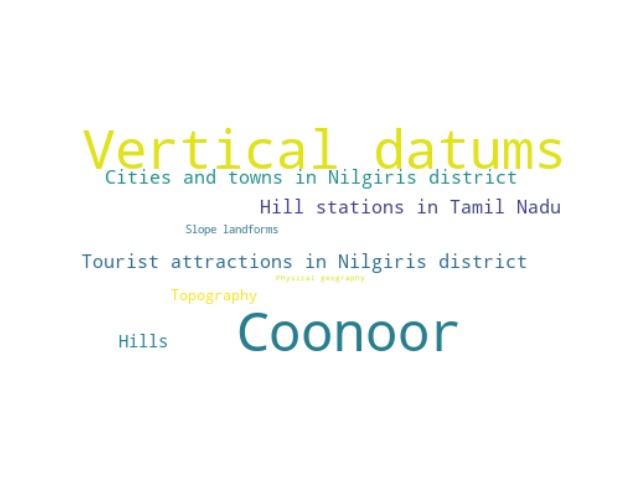 Vertical datums
Cities and towns in Nilgiris district
Hill stations in Tamil Nadu
Slope landforms
Tourist attractions in Nilgiris district
Physical geography
Topography
Coonoor
Hills